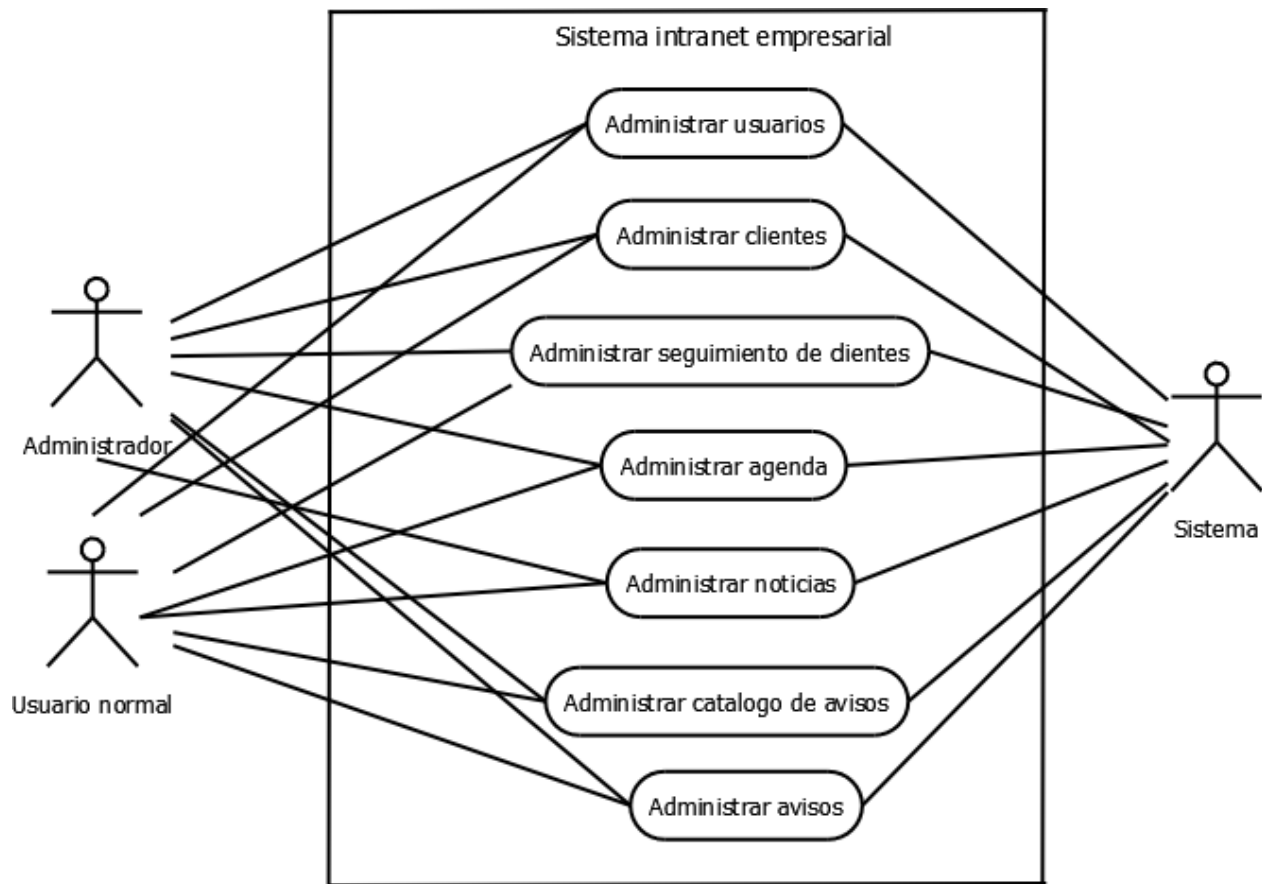 Sistema intranet empresarial
Administrar usuarios
Administrar clientes
Administrar seguimiento de clientes
Administrar agenda
Administrar noticias
Administrar catalogo de avisos
Administrar avisos
Administrador
Usuario normal
Sistema